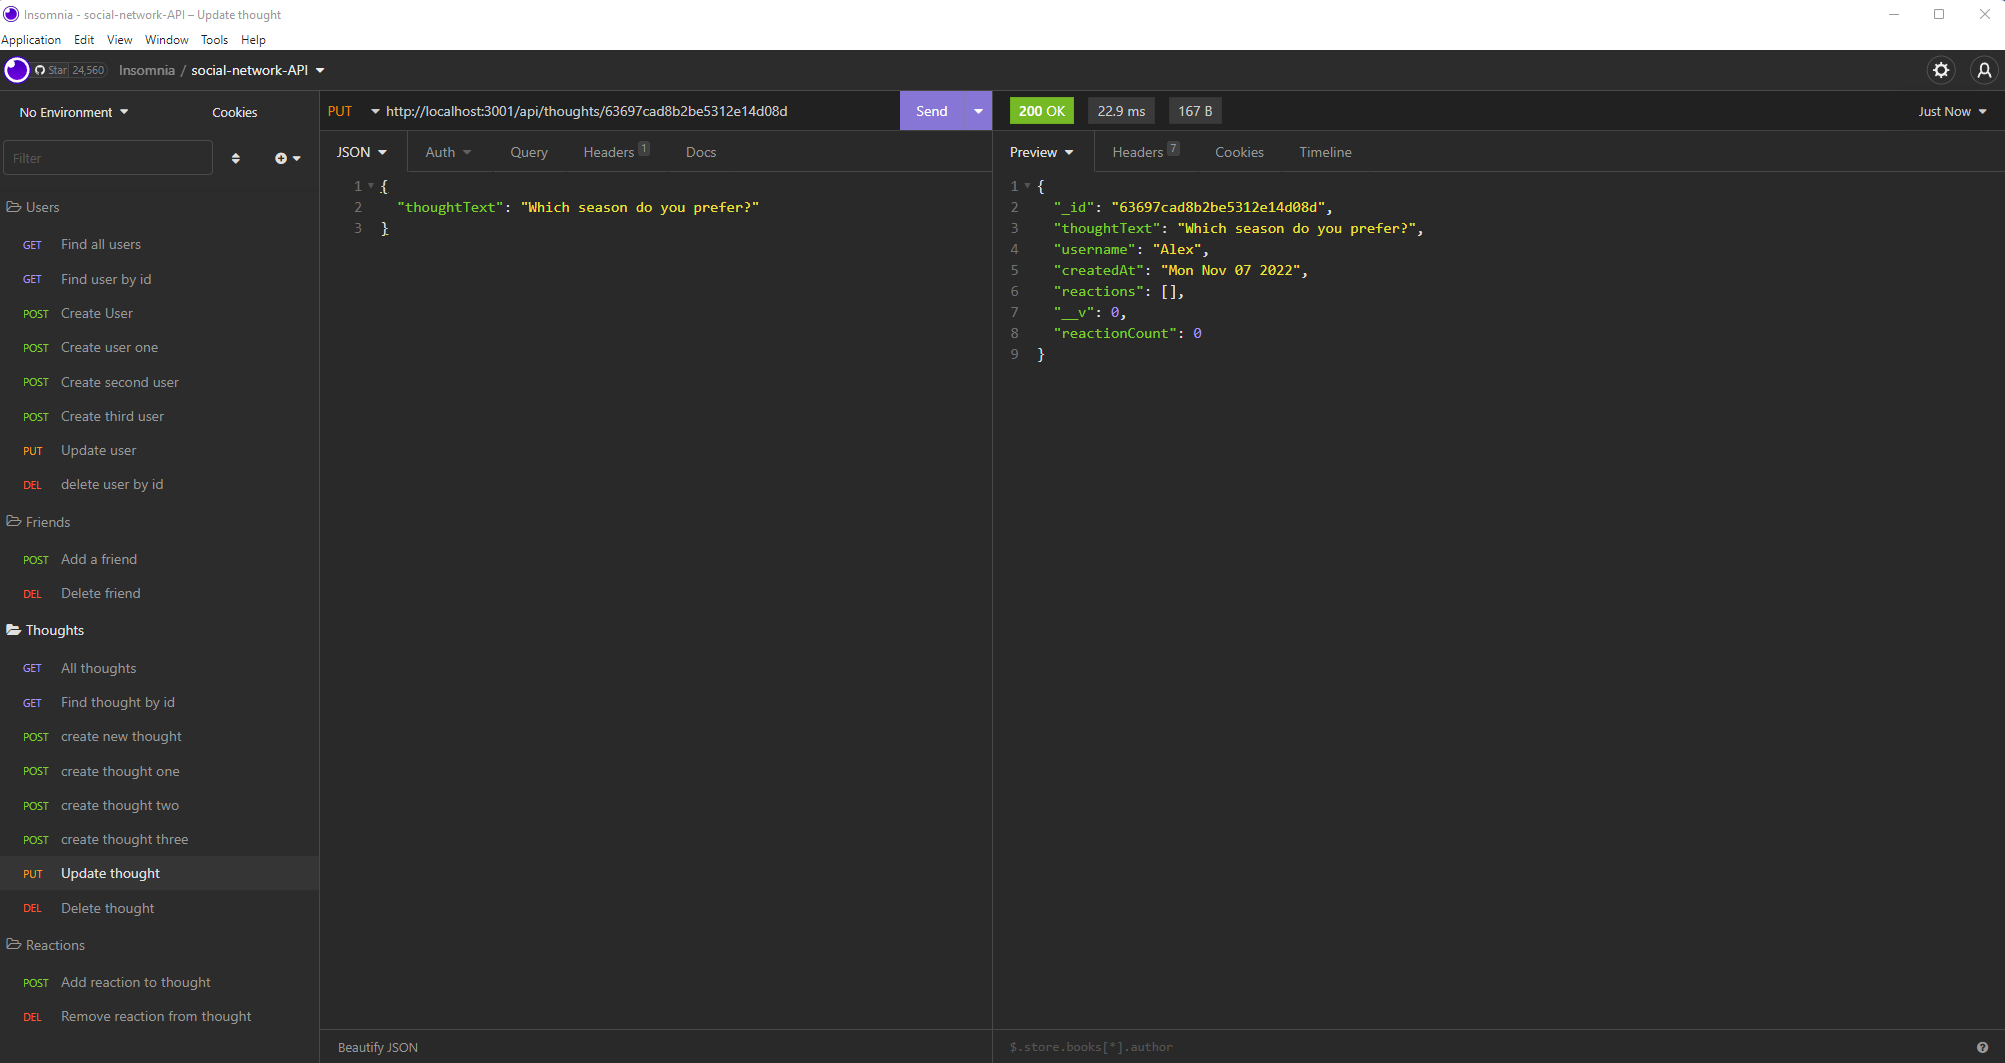 Insomnia - social-network-API – Update thought
Application Edit View Window Tools Help
Star 24,560 Insomnia / social-network-API
No Environment Cookies
Filter
Users
GET Find all users
GET Find user by id
POST Create User
POST Create user one
POST Create second user
POST Create third user
PUT Update user
DEL delete user by id
Friends
POST Add a friend
DEL Delete friend
Thoughts
GET All thoughts
GET Find thought by id
POST create new thought
POST create thought one
POST create thought two
POST create thought three
PUT Update thought
DEL Delete thought
Reactions
POST Add reaction to thought
DEL Remove reaction from thought
PUT http://localhost:3001/api/thoughts/63697cad8b2be5312e14d08d Send
JSON Auth Query Headers 1 Docs
1 {
2 "thoughtText": "Which season do you prefer?"
3 }
Beautify JSON
200 OK 22.9 ms 167 B Just Now
Preview Headers 7 Cookies Timeline
1 {
2 "_id": "63697cad8b2be5312e14d08d",
3 "thoughtText": "Which season do you prefer?",
4 "username": "Alex",
5 "createdAt": "Mon Nov 07 2022",
6 "reactions": [],
7 "__v": 0,
8 "reactionCount": 0
9 }
$.store.books[*].author